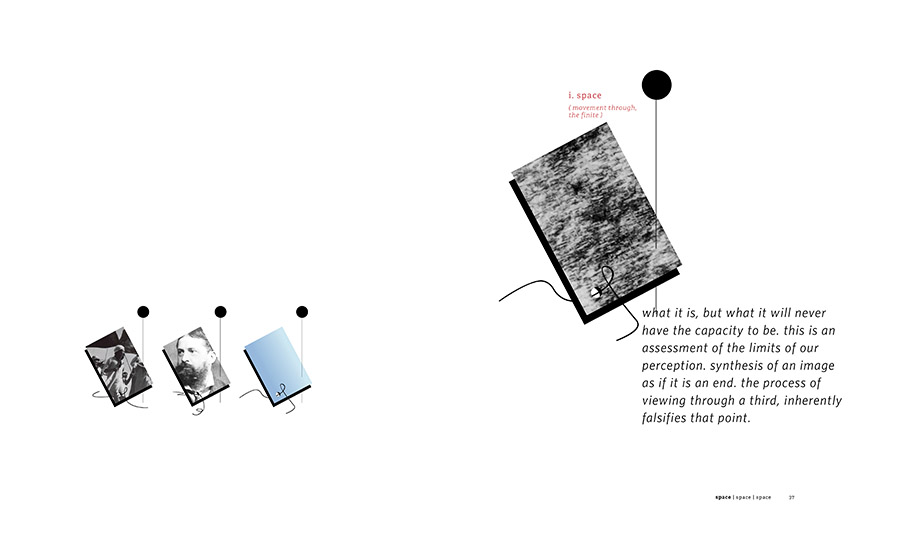 i. space
( movement through,
the finite )
what it is, but what it will never
have the capacity to be. this is an
assessment of the limits of our
perception. synthesis of an image
as if it is an end. the process of
viewing through a third, inherently
falsifies that point.
space | space | space 27